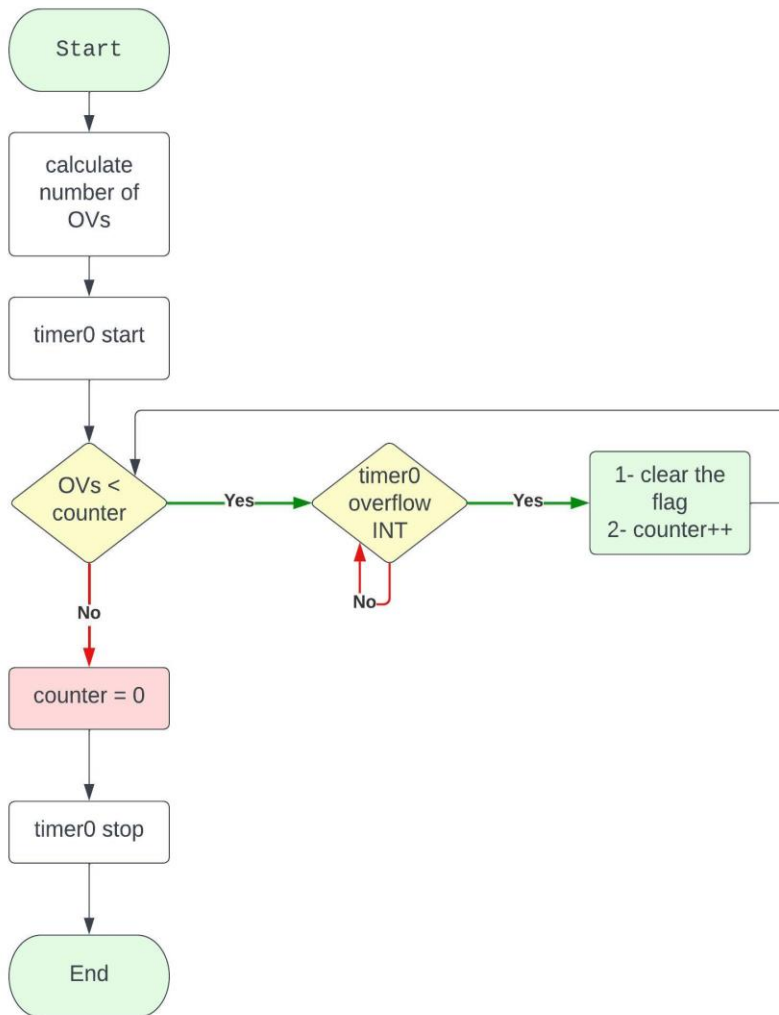 Start
calculate
number of
OVs
timer0 start
OVs <
counter
Yes
timer0
overflow
INT
Yes
1- clear the
flag
2- counter++
No
No
counter = 0
timer0 stop
End